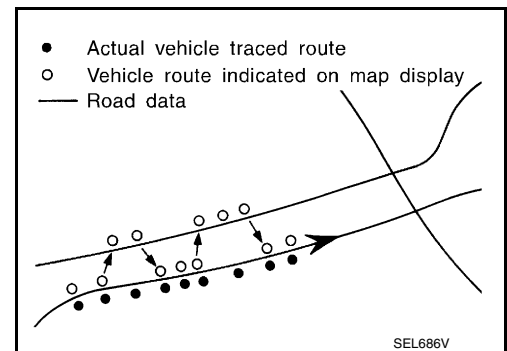 Actual vehicle traced route
Vehicle route indicated on map display
Road data
SEL686V